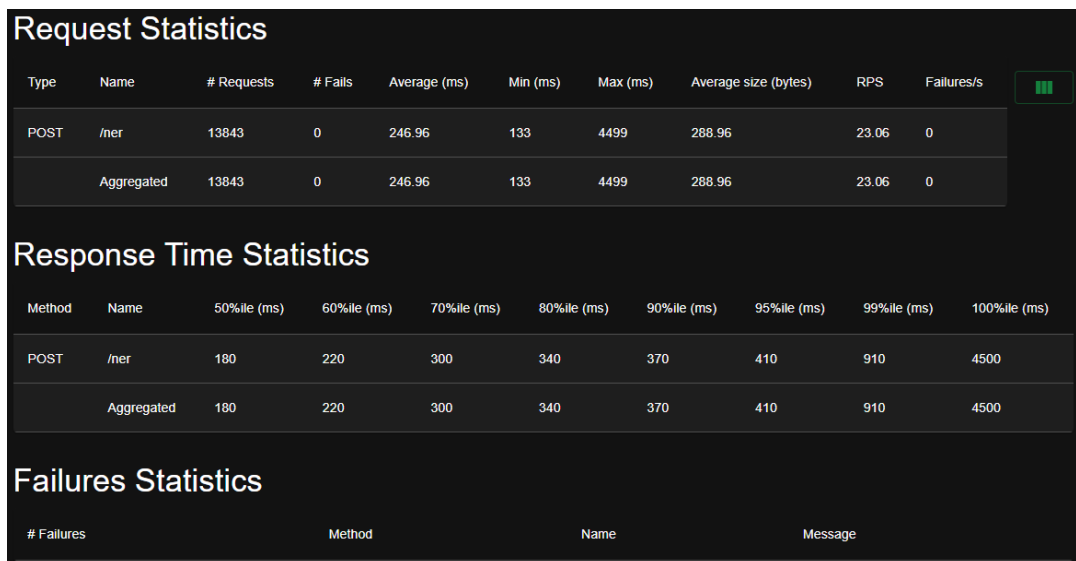 Request Statistics
Type Name # Requests # Fails Average (ms) Min (ms) Max (ms) Average size (bytes) RPS Failures/s
POST /ner 13843 0 246.96 133 4499 288.96 23.06 0
Aggregated 13843 0 246.96 133 4499 288.96 23.06 0
Response Time Statistics
Method Name 50%ile (ms) 60%ile (ms) 70%ile (ms) 80%ile (ms) 90%ile (ms) 95%ile (ms) 99%ile (ms) 100%ile (ms)
POST /ner 180 220 300 340 370 410 910 4500
Aggregated 180 220 300 340 370 410 910 4500
Failures Statistics
# Failures Method Name Message